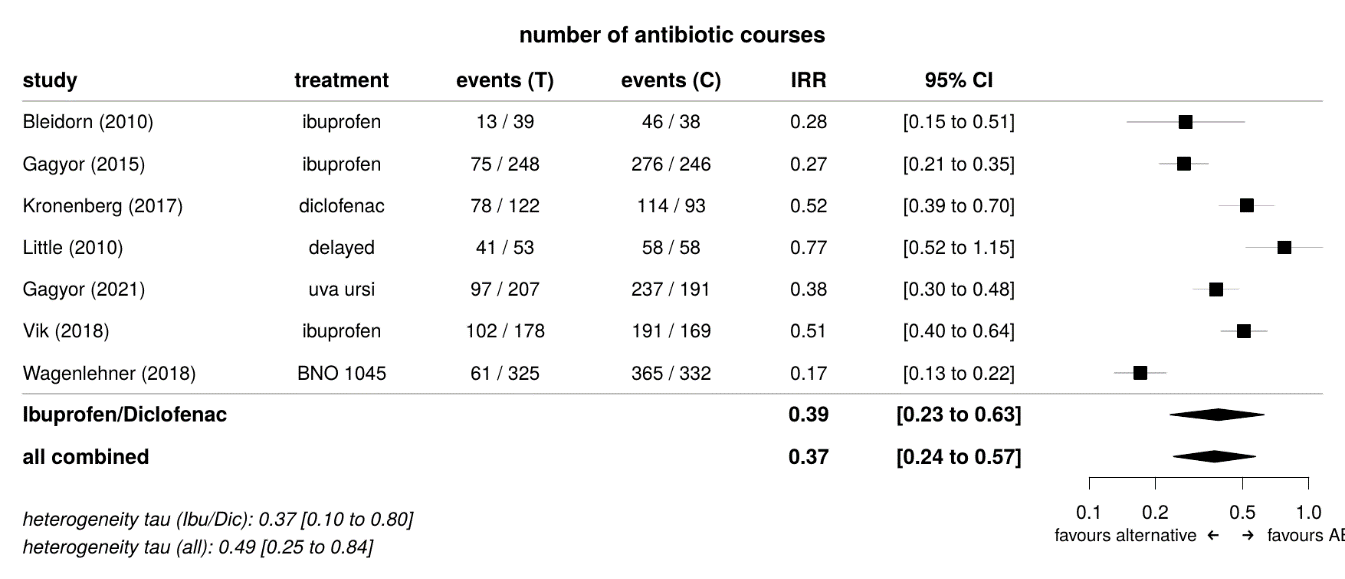 number of antibiotic courses
study treatment events (T) events (C) IRR 95% CI
Bleidorn (2010) ibuprofen 13 / 39 46 / 38 0.28 [0.15 to 0.51]
Gagyor (2015) ibuprofen 75 / 248 276 / 246 0.27 [0.21 to 0.35]
Kronenberg (2017) diclofenac 78 / 122 114 / 93 0.52 [0.39 to 0.70]
Little (2010) delayed 41 / 53 58 / 58 0.77 [0.52 to 1.15]
Gagyor (2021) uva ursi 97 / 207 237 / 191 0.38 [0.30 to 0.48]
Vik (2018) ibuprofen 102 / 178 191 / 169 0.51 [0.40 to 0.64]
Wagenlehner (2018) BNO 1045 61 / 325 365 / 332 0.17 [0.13 to 0.22]
Ibuprofen/Diclofenac 0.39 [0.23 to 0.63]
all combined 0.37 [0.24 to 0.57]
0.1 0.2 0.5 1.0
favours alternative ← → favours
heterogeneity tau (Ibu/Dic): 0.37 [0.10 to 0.80]
heterogeneity tau (all): 0.49 [0.25 to 0.84]